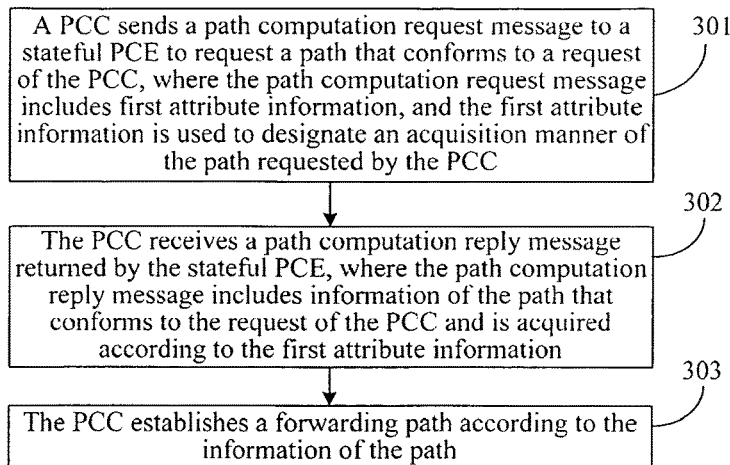 A PCC sends a path computation request message to a
stateful PCE to request a path that conforms to a request
of the PCC, where the path computation request message
includes first attribute information, and the first attribute
information is used to designate an acquisition manner of
the path requested by the PCC
301
The PCC receives a path computation reply message
returned by the stateful PCE, where the path computation
reply message includes information of the path that
conforms to the request of the PCC and is acquired
according to the first attribute information
302
The PCC establishes a forwarding path according to the
information of the path
303